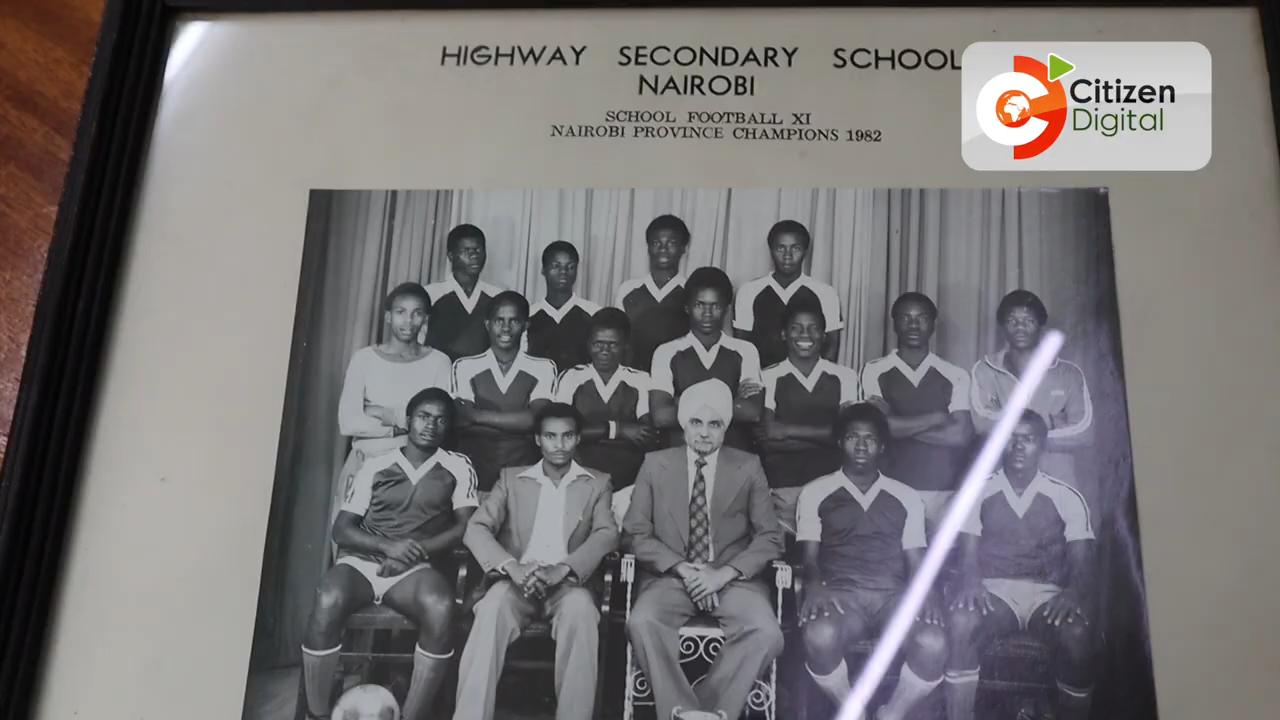 HIGHWAY SECONDARY SCHOOL
NAIROBI
SCHOOL FOOTBALL XI
NAIROBI PROVINCE CHAMPIONS 1982
Citizen
Digital